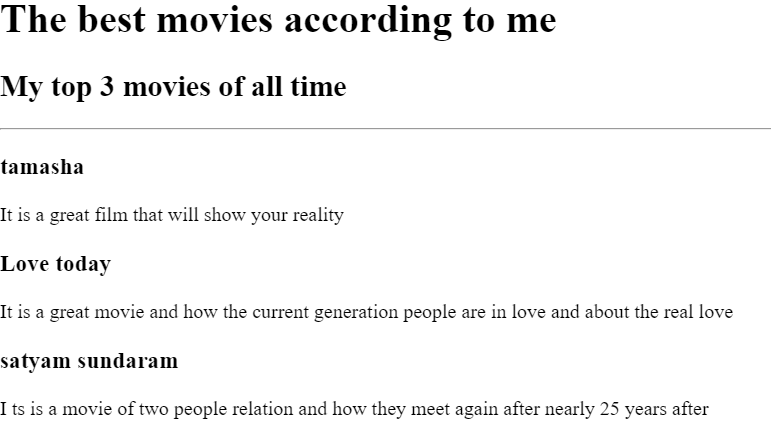 The best movies according to me
My top 3 movies of all time
tamasha
It is a great film that will show your reality
Love today
It is a great movie and how the current generation people are in love and about the real love
satyam sundaram
I ts is a movie of two people relation and how they meet again after nearly 25 years after